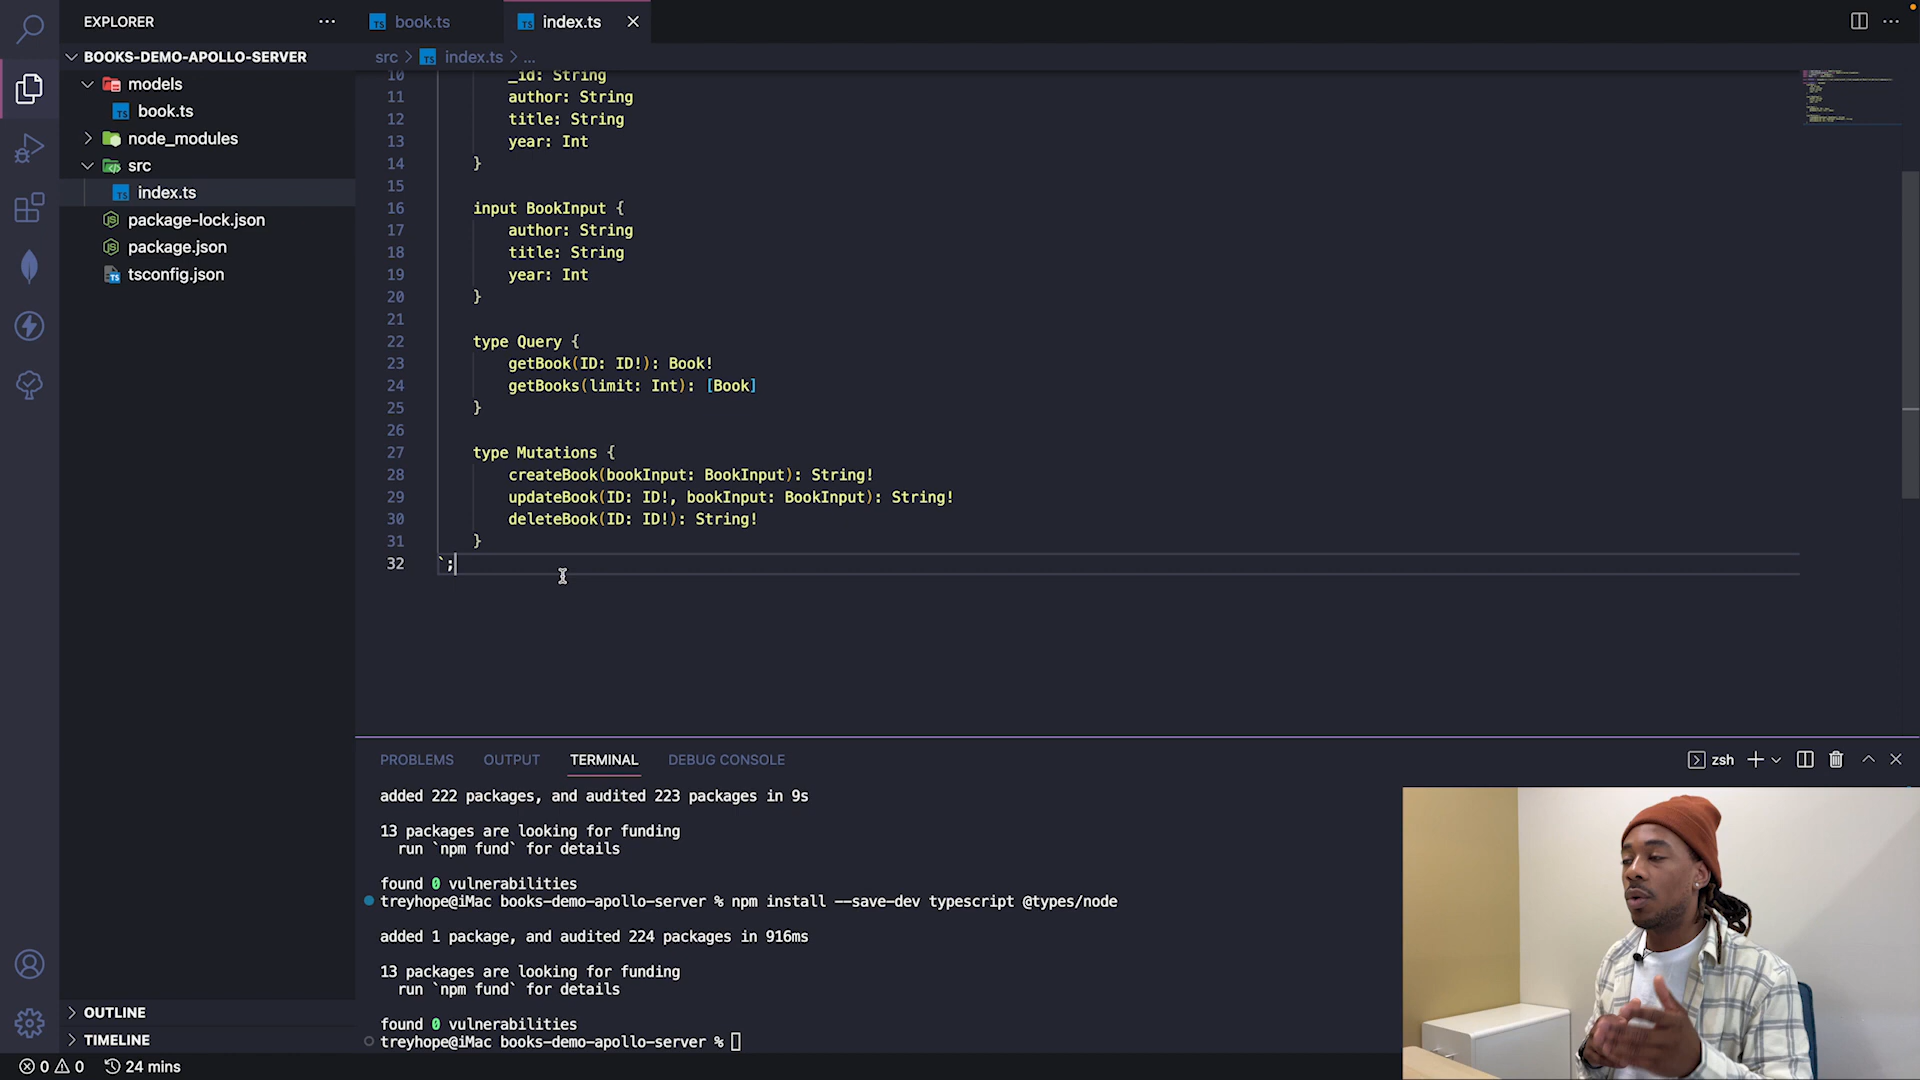 EXPLORER
book.ts
index.ts
BOOKS-DEMO-APOLLO-SERVER
models
book.ts
node_modules
src
index.ts
package-lock.json
package.json
tsconfig.json
OUTLINE
TIMELINE
src > index.ts > ...
10 _id: String
11 author: String
12 title: String
13 year: Int
14 }
15
16 input BookInput {
17 author: String
18 title: String
19 year: Int
20 }
21
22 type Query {
23 getBook(ID: ID!): Book!
24 getBooks(limit: Int): [Book]
25 }
26
27 type Mutations {
28 createBook(bookInput: BookInput): String!
29 updateBook(ID: ID!, bookInput: BookInput): String!
30 deleteBook(ID: ID!): String!
31 }
32 `;
PROBLEMS OUTPUT TERMINAL DEBUG CONSOLE
zsh
added 222 packages, and audited 223 packages in 9s
13 packages are looking for funding
run `npm fund` for details
found 0 vulnerabilities
treyhope@iMac books-demo-apollo-server % npm install --save-dev typescript @types/node
added 1 package, and audited 224 packages in 916ms
13 packages are looking for funding
run `npm fund` for details
found 0 vulnerabilities
treyhope@iMac books-demo-apollo-server %
0 0 24 mins